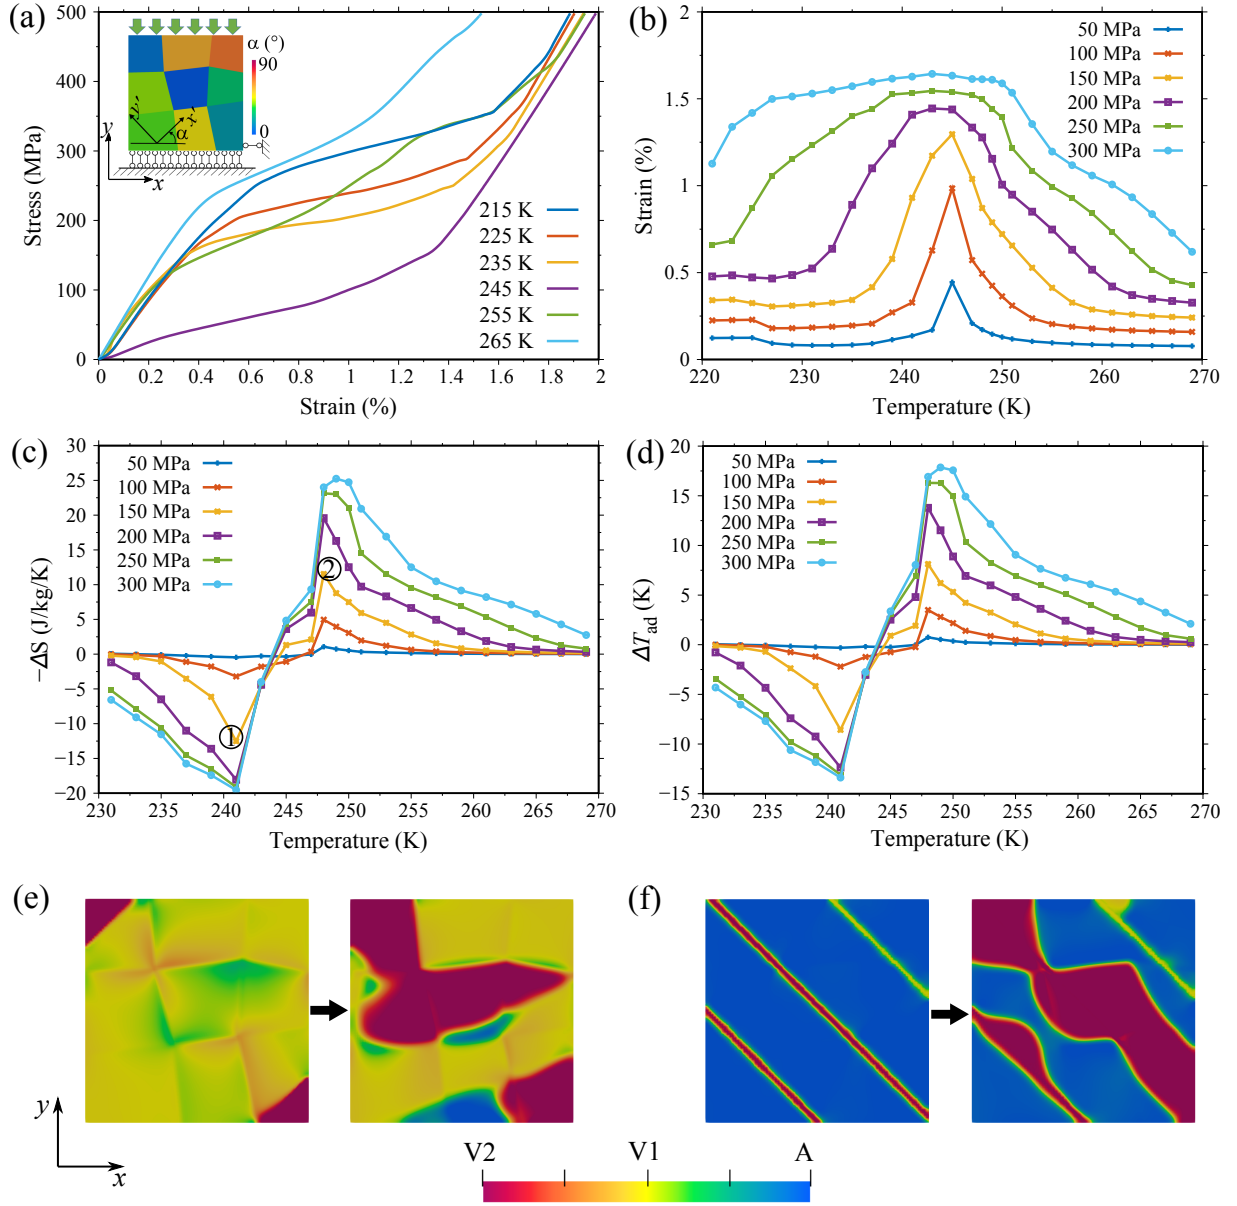 (a)
α (°)
90
0
y'
x'
α
y
x
Stress (MPa)
500
400
300
200
100
0
0 0.2 0.4 0.6 0.8 1 1.2 1.4 1.6 1.8 2
Strain (%)
215 K
225 K
235 K
245 K
255 K
265 K
(b)
Strain (%)
2
1.5
1
0.5
0
220 230 240 250 260 270
Temperature (K)
50 MPa
100 MPa
150 MPa
200 MPa
250 MPa
300 MPa
(c)
−ΔS (J/kg/K)
30
25
20
15
10
5
0
−5
−10
−15
−20
230 235 240 245 250 255 260 265 270
Temperature (K)
50 MPa
100 MPa
150 MPa
200 MPa
250 MPa
300 MPa
②
①
(d)
ΔTad (K)
20
15
10
5
0
−5
−10
−15
230 235 240 245 250 255 260 265 270
Temperature (K)
50 MPa
100 MPa
150 MPa
200 MPa
250 MPa
300 MPa
(e)
(f)
y
x
V2 V1 A